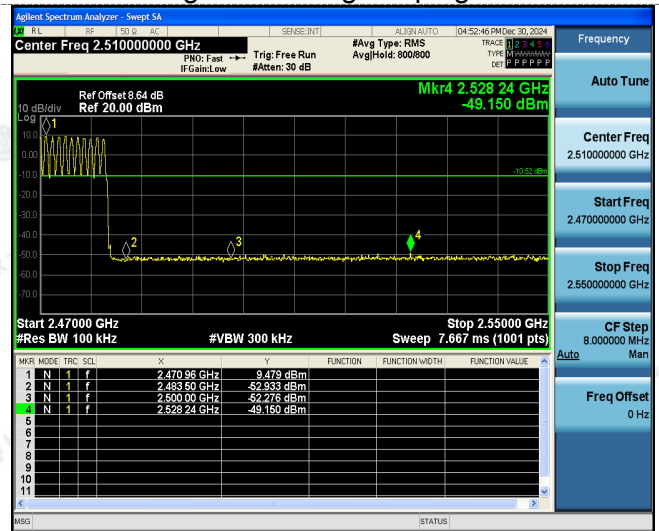 Agilent Spectrum Analyzer - Swept SA
LXI RL RF 50 Ω AC SENSE:INT ALIGN AUTO 04:52:46 PM Dec 30, 2024
Center Freq 2.510000000 GHz
PNO: Fast
IFGain:Low
Trig: Free Run
#Atten: 30 dB
#Avg Type: RMS
Avg|Hold: 800/800
TRACE 1 2 3 4 5 6
TYPE M
DET P P P P P P
Frequency
Auto Tune
Center Freq
2.510000000 GHz
Start Freq
2.470000000 GHz
Stop Freq
2.550000000 GHz
CF Step
8.000000 MHz
Auto Man
Freq Offset
0 Hz
Mkr4 2.528 24 GHz
-49.150 dBm
Ref Offset 8.64 dB
10 dB/div Ref 20.00 dBm
Log
10.0
0.00
-10.0
-20.0
-30.0
-40.0
-50.0
-60.0
-70.0
1
2
3
4
-10.52 dBm
Start 2.47000 GHz Stop 2.55000 GHz
#Res BW 100 kHz #VBW 300 kHz Sweep 7.667 ms (1001 pts)
MKR MODE TRC SCL X Y FUNCTION FUNCTION WIDTH FUNCTION VALUE
1 N 1 f 2.470 96 GHz 9.479 dBm
2 N 1 f 2.483 50 GHz -52.933 dBm
3 N 1 f 2.500 00 GHz -52.276 dBm
4 N 1 f 2.528 24 GHz -49.150 dBm
5
6
7
8
9
10
11
MSG STATUS